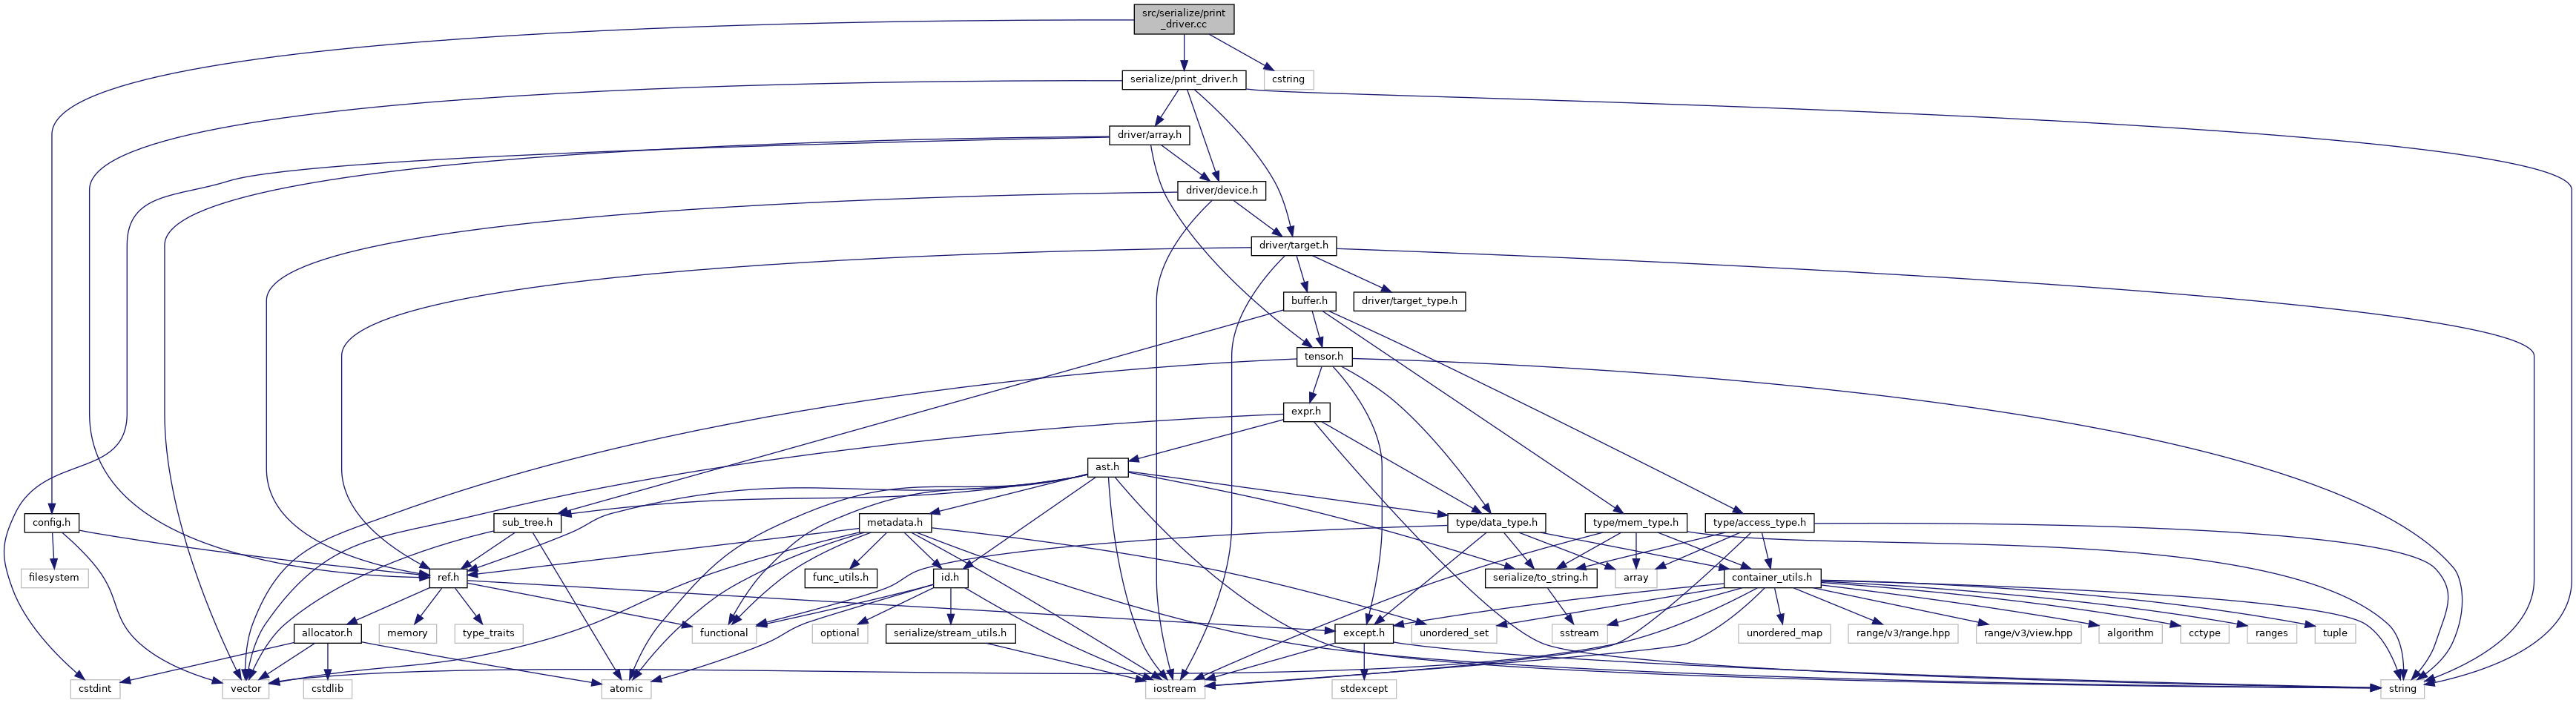 src/serialize/print
_driver.cc
serialize/print_driver.h
cstring
driver/array.h
driver/device.h
driver/target.h
buffer.h
driver/target_type.h
tensor.h
expr.h
ast.h
config.h
sub_tree.h
metadata.h
type/data_type.h
type/mem_type.h
type/access_type.h
filesystem
ref.h
func_utils.h
id.h
serialize/to_string.h
array
container_utils.h
allocator.h
memory
type_traits
functional
optional
serialize/stream_utils.h
except.h
unordered_set
sstream
unordered_map
range/v3/range.hpp
range/v3/view.hpp
algorithm
cctype
ranges
tuple
cstdint
vector
cstdlib
atomic
iostream
stdexcept
string